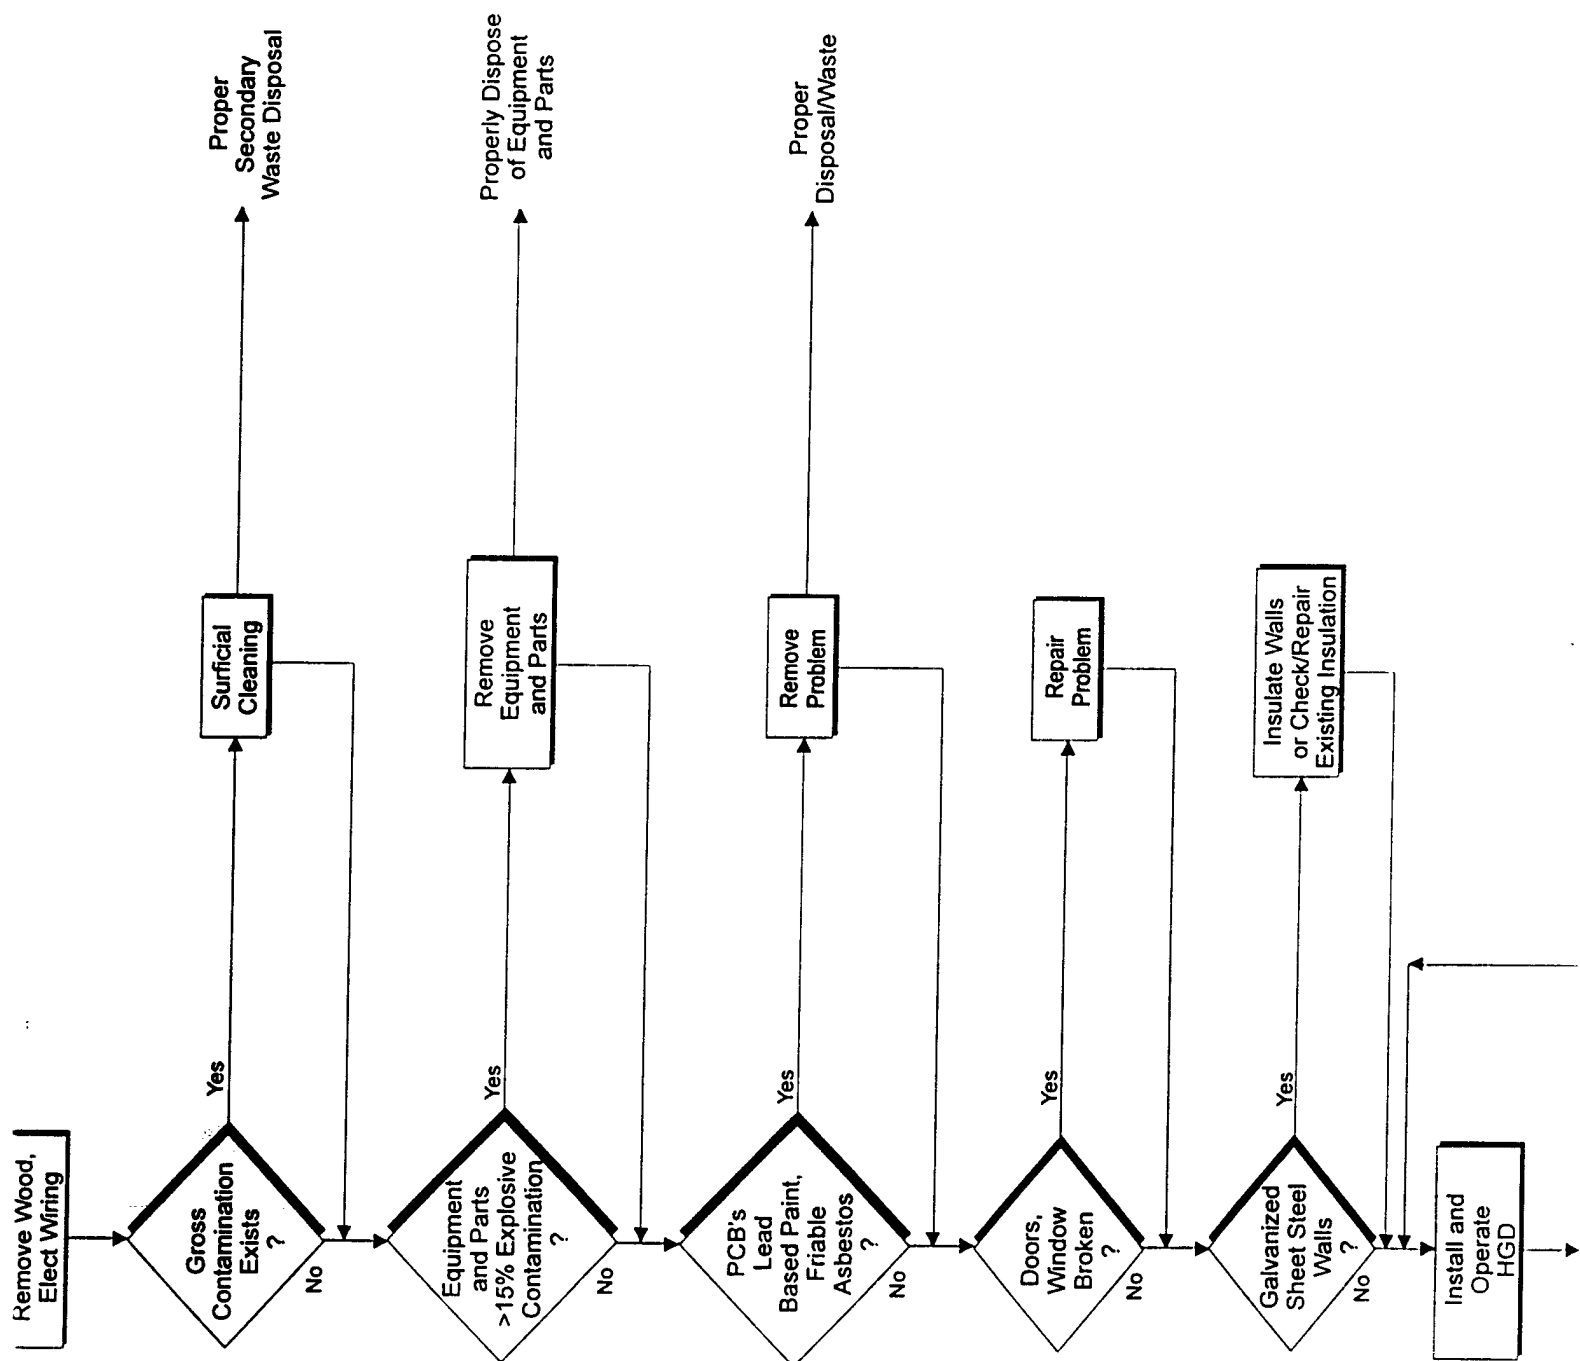 Remove Wood,
Elect Wiring
Gross
Contamination
Exists
?
Yes
No
Surficial
Cleaning
Proper
Secondary
Waste Disposal
Equipment
and Parts
>15% Explosive
Contamination
?
Yes
No
Remove
Equipment
and Parts
Properly Dispose
of Equipment
and Parts
PCB's
Lead
Based Paint,
Friable
Asbestos
?
Yes
No
Remove
Problem
Proper
Disposal/Waste
Doors,
Window
Broken
?
Yes
No
Repair
Problem
Galvanized
Sheet Steel
Walls
?
Yes
No
Insulate Walls
or Check/Repair
Existing Insulation
Install and
Operate
HGD